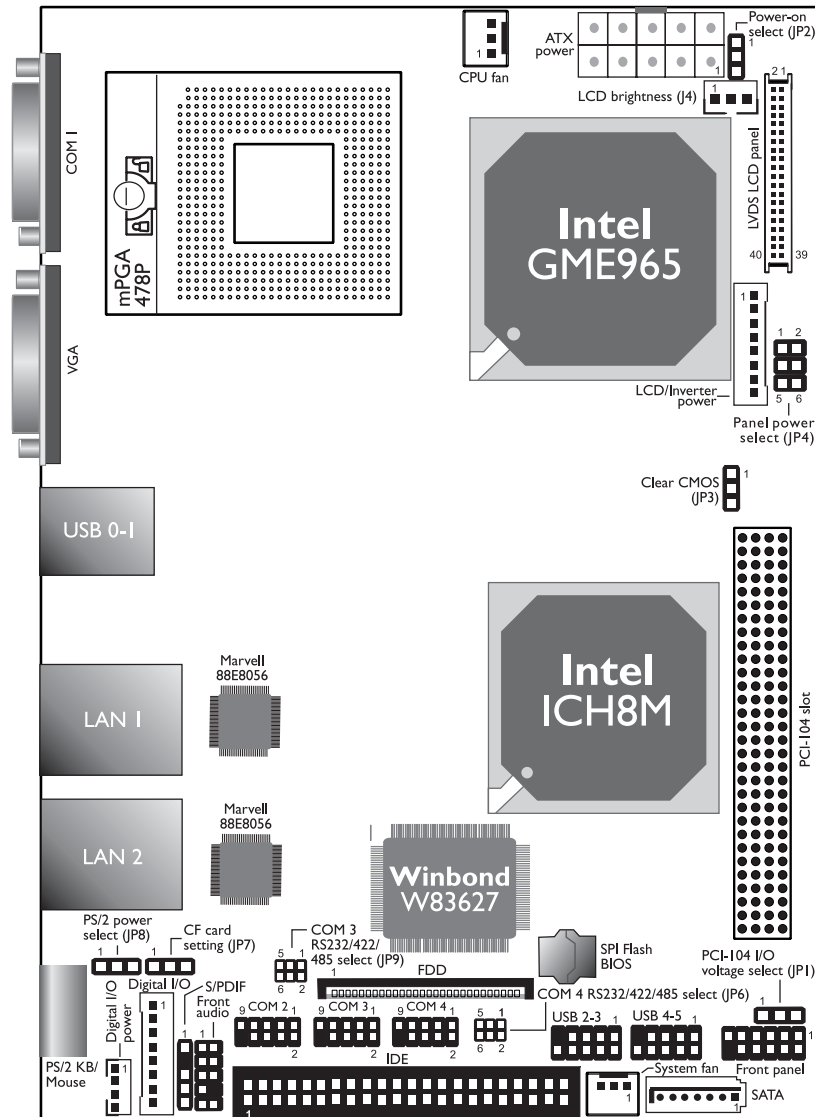 Power-on
select (JP2)
1
1
ATX
power
1
CPU fan
LCD brightness (J4)
1
2 1
LVDS LCD panel
40
39
COM 1
mPGA
478P
Intel
GME965
VGA
1
1 2
5 6
LCD/Inverter
power
Panel power
select (JP4)
Clear CMOS
(JP3)
1
USB 0-1
Intel
ICH8M
PCI-104 slot
Marvell
88E8056
LAN 1
Marvell
88E8056
LAN 2
Winbond
W83627
PS/2 power
select (JP8)
1
CF card
setting (JP7)
1
COM 3
RS232/422/
485 select (JP9)
5 1
6 2
SPI Flash
BIOS
PCI-104 I/O
voltage select (JP1)
1
FDD
1
COM 4 RS232/422/485 select (JP6)
5 1
6 2
Digital I/O
power
1
Digital I/O
1
S/PDIF
1
Front
audio
1
COM 2
9 1
2
COM 3
9 1
2
COM 4
9 1
2
USB 2-3
1
USB 4-5
1
1
Front panel
PS/2 KB/
Mouse
IDE
1
System fan
1
SATA
1